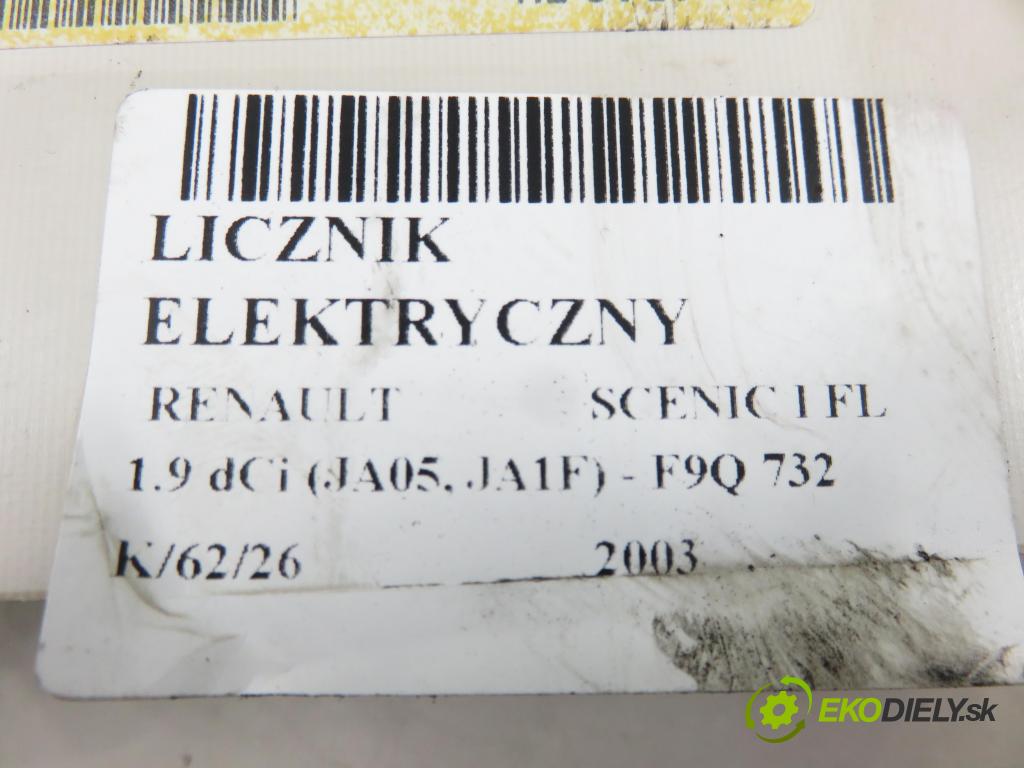 LICZNIK
ELEKTRYCZNY
RENAULT SCENIC I FL
1.9 dCi (JA05, JA1F) - F9Q 732
K/62/26 2003
EKODIELY.sk